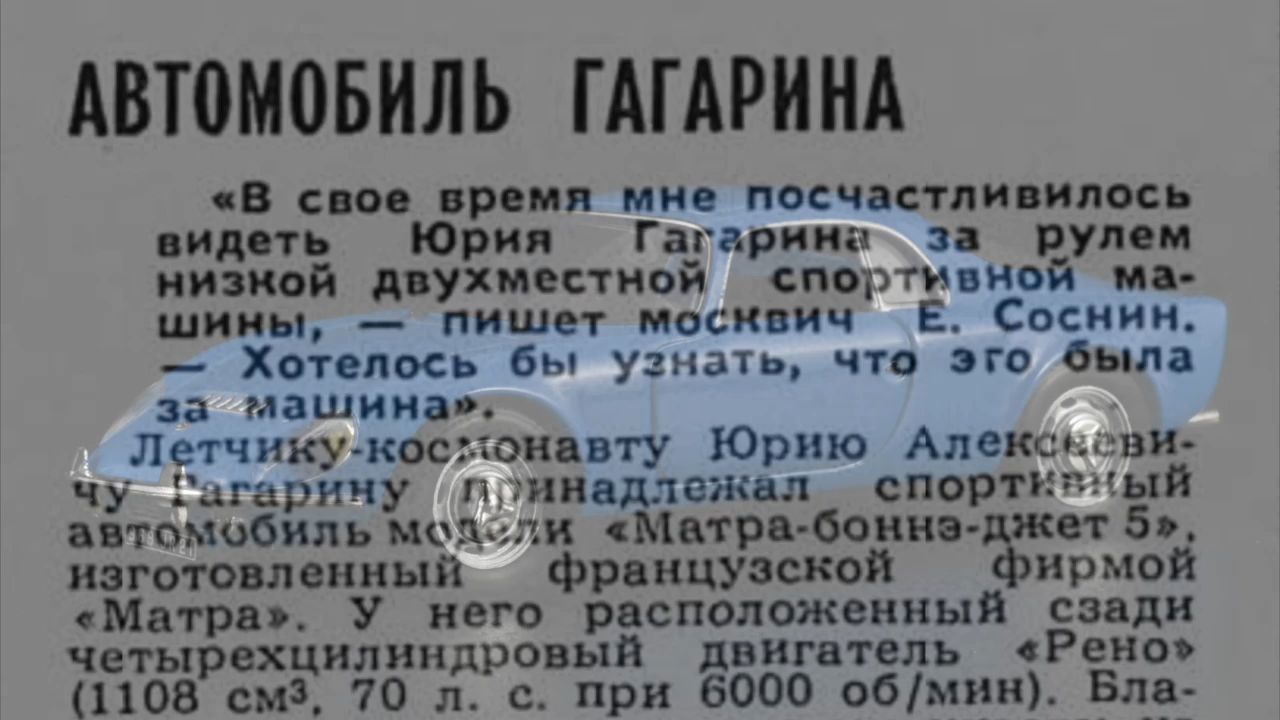 АВТОМОБИЛЬ ГАГАРИНА
«В свое время мне посчастливилось
видеть Юрия Гагарина за рулем
низкой двухместной спортивной ма-
шины, — пишет москвич Е. Соснин.
— Хотелось бы узнать, что это была
за машина».
Летчику-космонавту Юрию Алексееви-
чу Гагарину принадлежал спортивный
автомобиль модели «Матра-боннэ-джет 5»,
изготовленный французской фирмой
«Матра». У него расположенный сзади
четырехцилиндровый двигатель «Рено»
(1108 см³, 70 л. с. при 6000 об/мин). Бла-